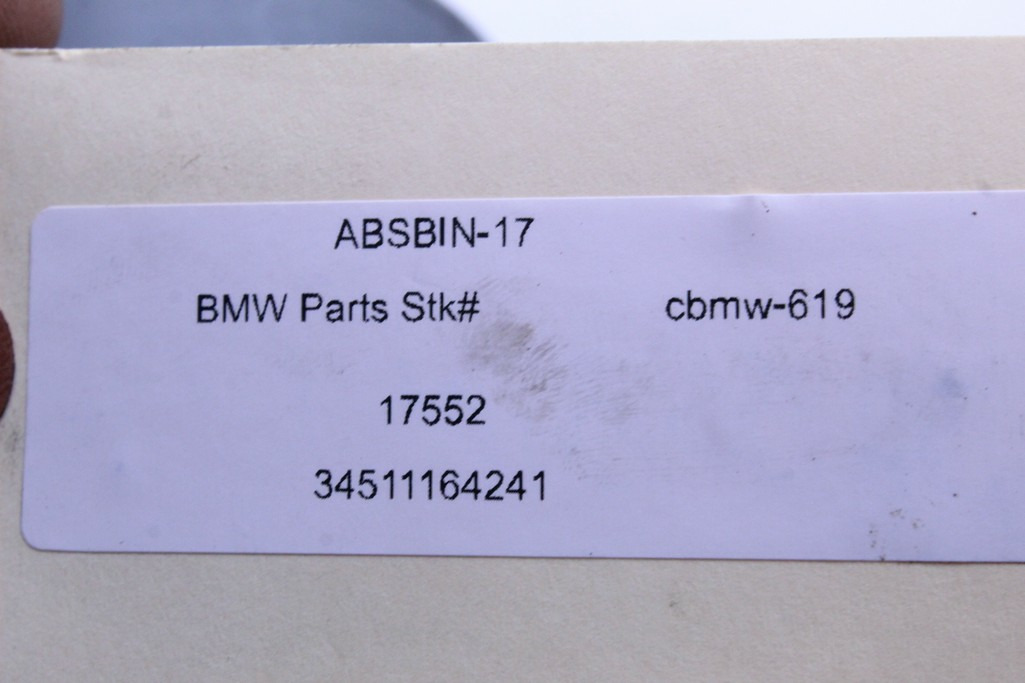 ABSBIN-17
BMW Parts Stk# cbmw-619
17552
34511164241